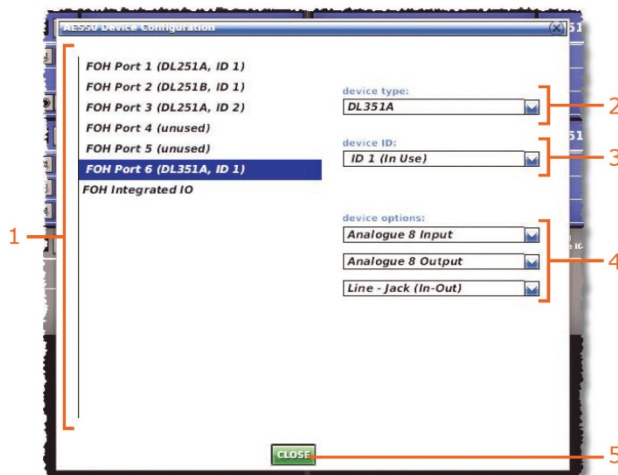 AES50 Device Configuration
FOH Port 1 (DL251A, ID 1)
FOH Port 2 (DL251B, ID 1)
FOH Port 3 (DL251A, ID 2)
FOH Port 4 (unused)
FOH Port 5 (unused)
FOH Port 6 (DL351A, ID 1)
FOH Integrated IO
device type:
DL351A
device ID:
ID 1 (In Use)
device options:
Analogue 8 Input
Analogue 8 Output
Line - Jack (In-Out)
CLOSE
1
2
3
4
5
51
51